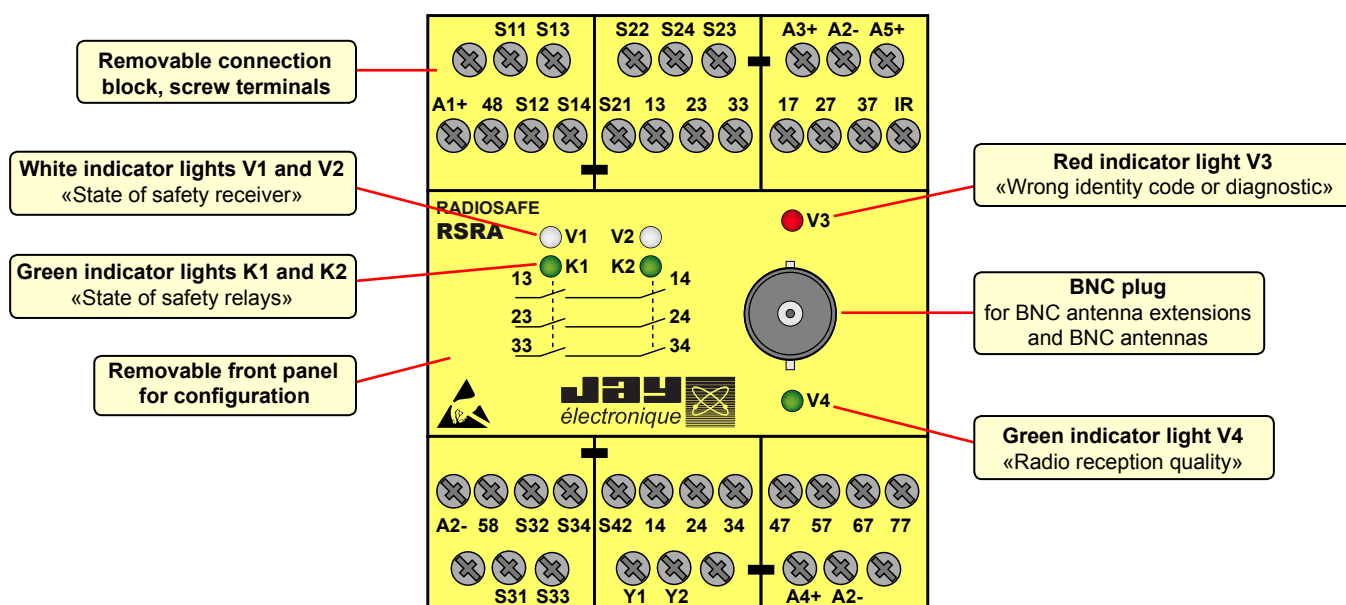 S11 S13
S22 S24 S23
A3+ A2- A5+
Removable connection
block, screw terminals
A1+ 48 S12 S14
S21 13 23 33
17 27 37 IR
White indicator lights V1 and V2
«State of safety receiver»
Red indicator light V3
«Wrong identity code or diagnostic»
RADIOSAFE
RSRA
V1 V2
V3
Green indicator lights K1 and K2
«State of safety relays»
K1 K2
13 14
23 24
33 34
BNC plug
for BNC antenna extensions
and BNC antennas
Removable front panel
for configuration
JAY
électronique
V4
Green indicator light V4
«Radio reception quality»
A2- 58 S32 S34
S42 14 24 34
47 57 67 77
S31 S33
Y1 Y2
A4+ A2-